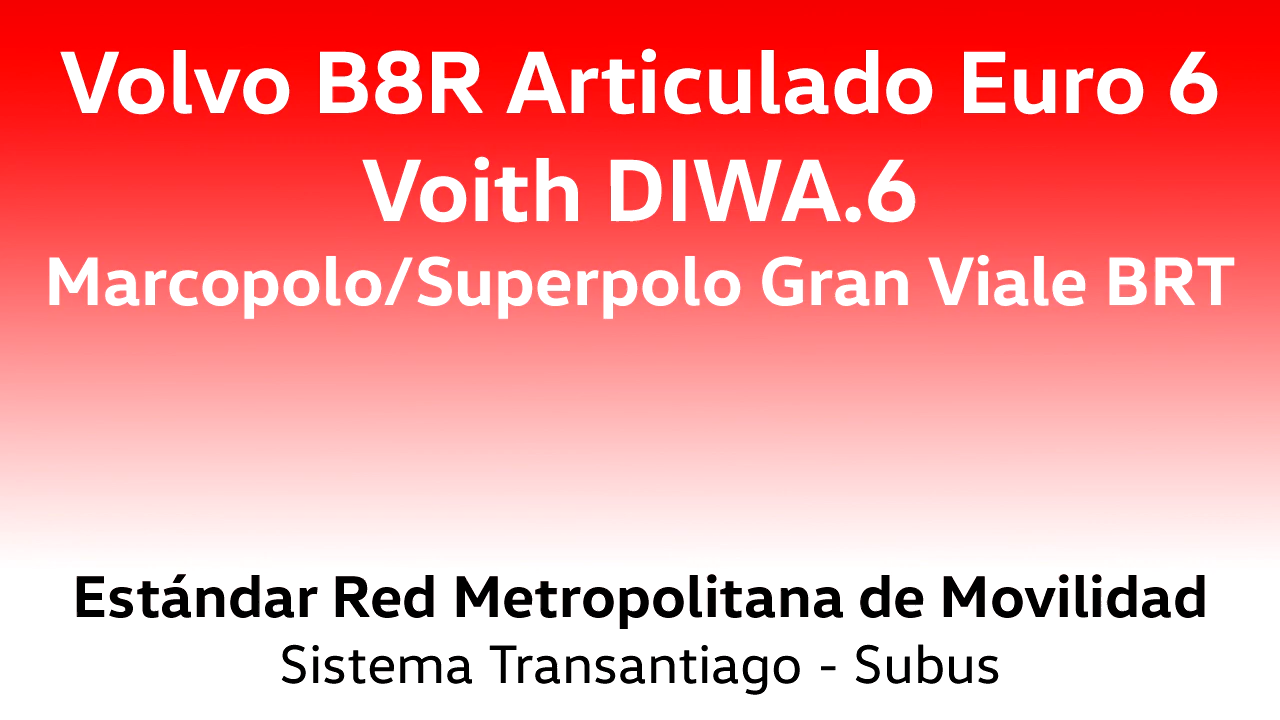 Volvo B8R Articulado Euro 6
Voith DIWA.6
Marcopolo/Superpolo Gran Viale BRT
Estándar Red Metropolitana de Movilidad
Sistema Transantiago - Subus